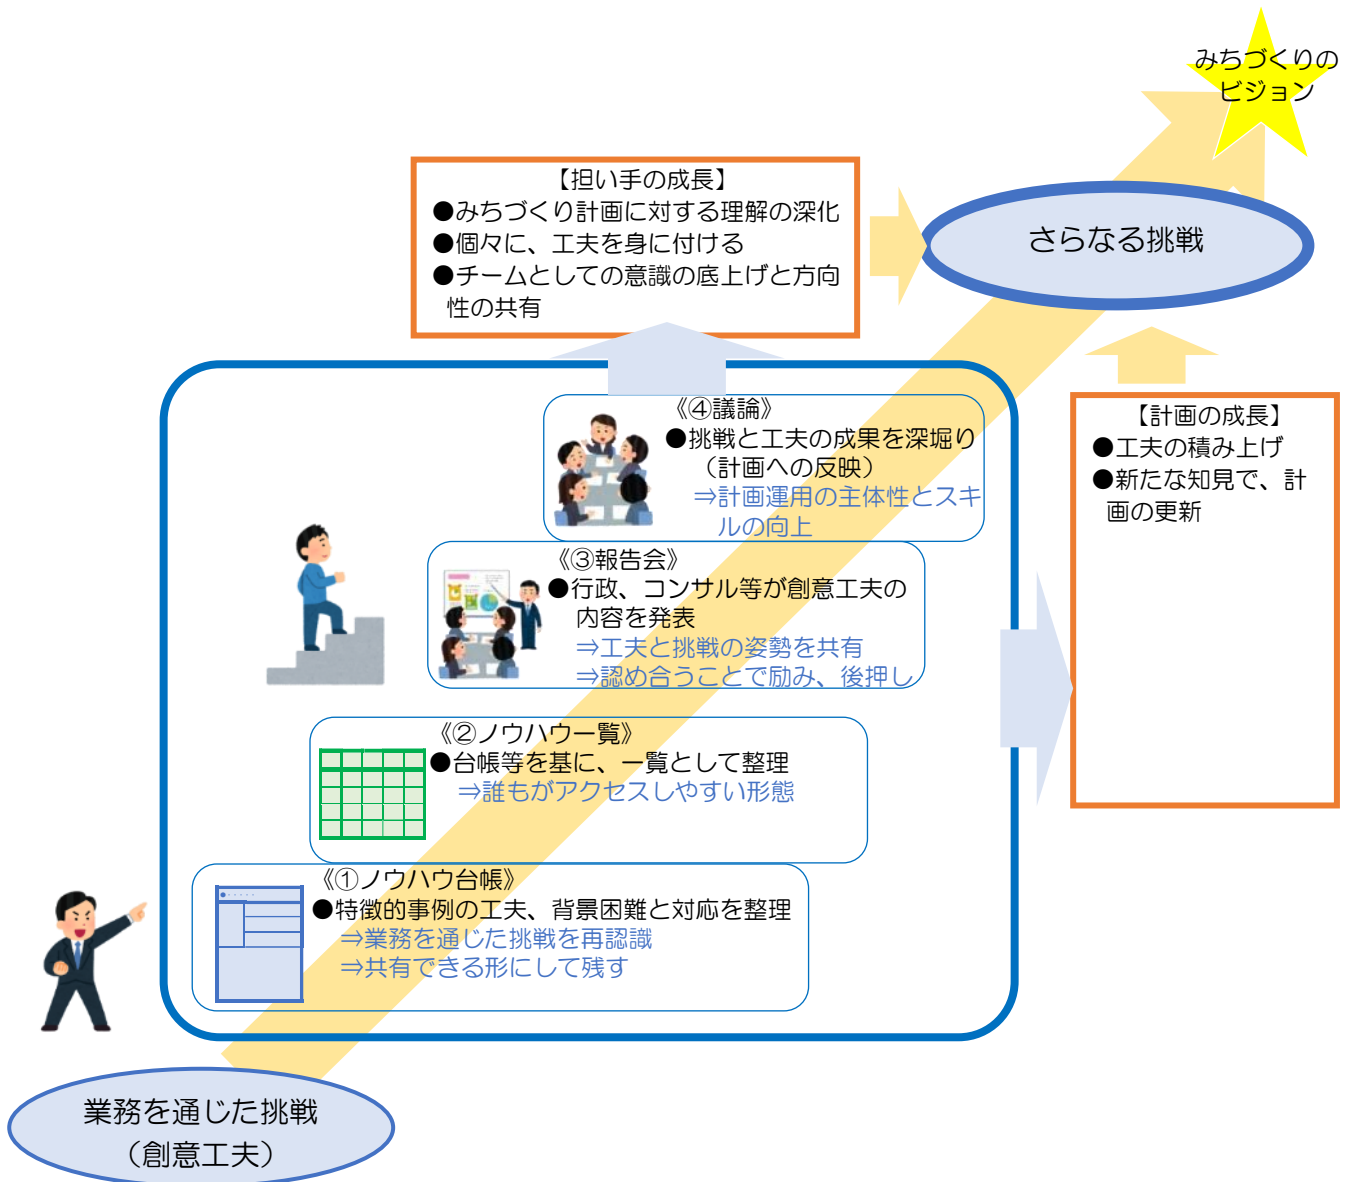 みちづくりの
ビジョン
【担い手の成長】
●みちづくり計画に対する理解の深化
●個々に、工夫を身に付ける
●チームとしての意識の底上げと方向
性の共有
さらなる挑戦
【計画の成長】
●工夫の積み上げ
●新たな知見で、計
画の更新
《④議論》
●挑戦と工夫の成果を深堀り
（計画への反映）
⇒計画運用の主体性とスキ
ルの向上
《③報告会》
●行政、コンサル等が創意工夫の
内容を発表
⇒工夫と挑戦の姿勢を共有
⇒認め合うことで励み、後押し
《②ノウハウ一覧》
●台帳等を基に、一覧として整理
⇒誰もがアクセスしやすい形態
《①ノウハウ台帳》
●特徴的事例の工夫、背景困難と対応を整理
⇒業務を通じた挑戦を再認識
⇒共有できる形にして残す
業務を通じた挑戦
（創意工夫）